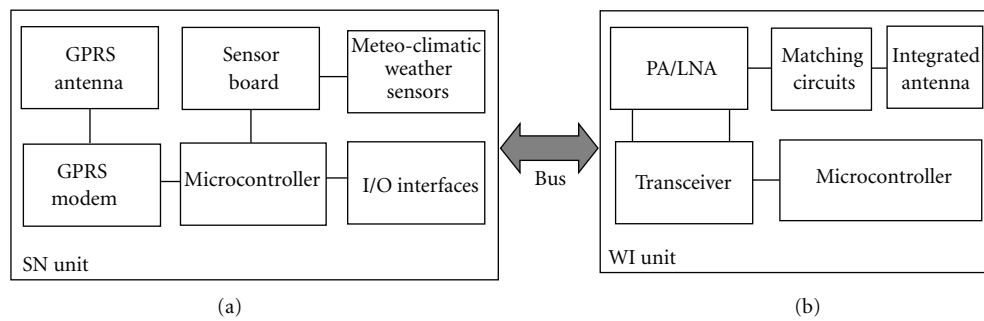 GPRS
antenna
Sensor
board
Meteo-climatic
weather
sensors
GPRS
modem
Microcontroller
I/O interfaces
SN unit
(a)
Bus
PA/LNA
Matching
circuits
Integrated
antenna
Transceiver
Microcontroller
WI unit
(b)